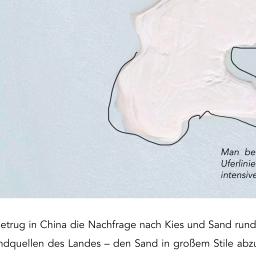 Man be
Uferlinie
intensive
etrug in China die Nachfrage nach Kies und Sand rund
ndquellen des Landes – den Sand in großem Stile abzu